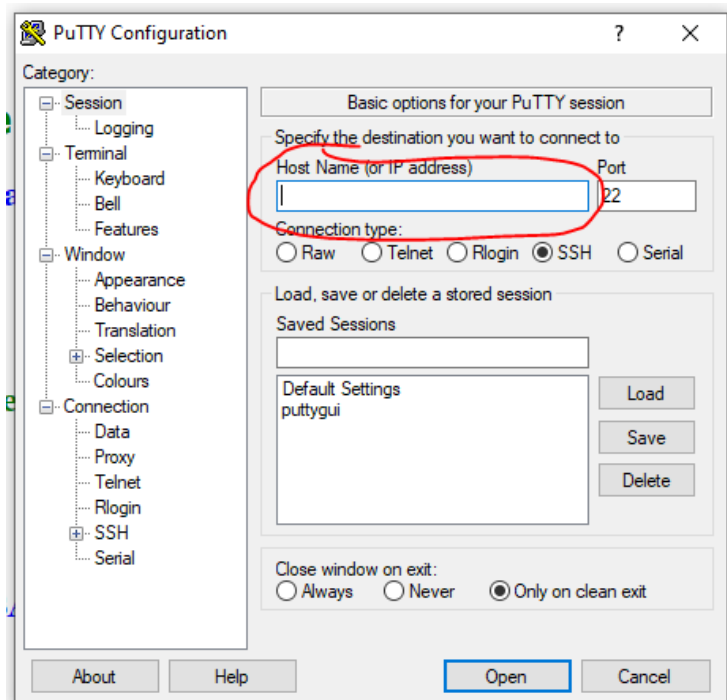 PuTTY Configuration
?
Category:
Session
Logging
Terminal
Keyboard
Bell
Features
Window
Appearance
Behaviour
Translation
Selection
Colours
Connection
Data
Proxy
Telnet
Rlogin
SSH
Serial
Basic options for your PuTTY session
Specify the destination you want to connect to
Host Name (or IP address) Port
22
Connection type:
Raw Telnet Rlogin SSH Serial
Load, save or delete a stored session
Saved Sessions
Default Settings
puttygui
Load
Save
Delete
Close window on exit:
Always Never Only on clean exit
About Help Open Cancel